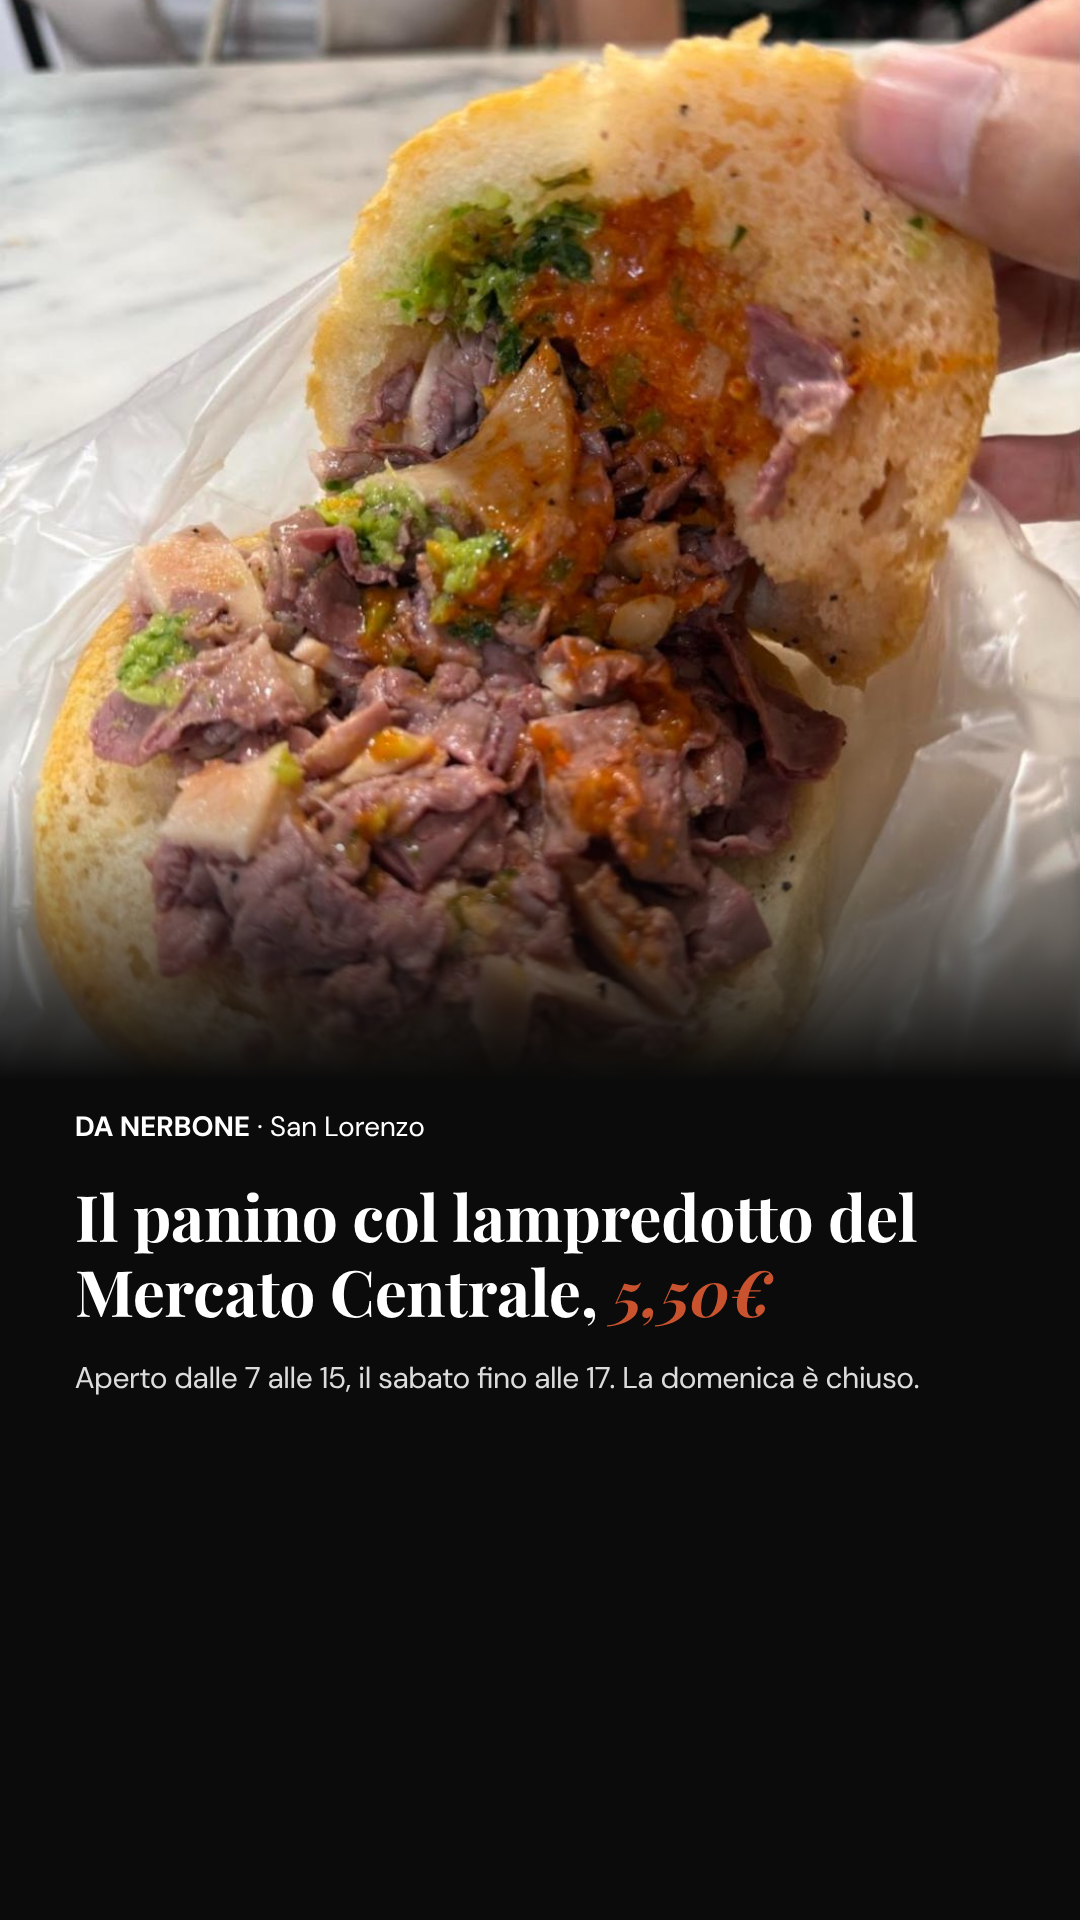 DA NERBONE · San Lorenzo
Il panino col lampredotto del
Mercato Centrale, 5,50€
Aperto dalle 7 alle 15, il sabato fino alle 17. La domenica è chiuso.